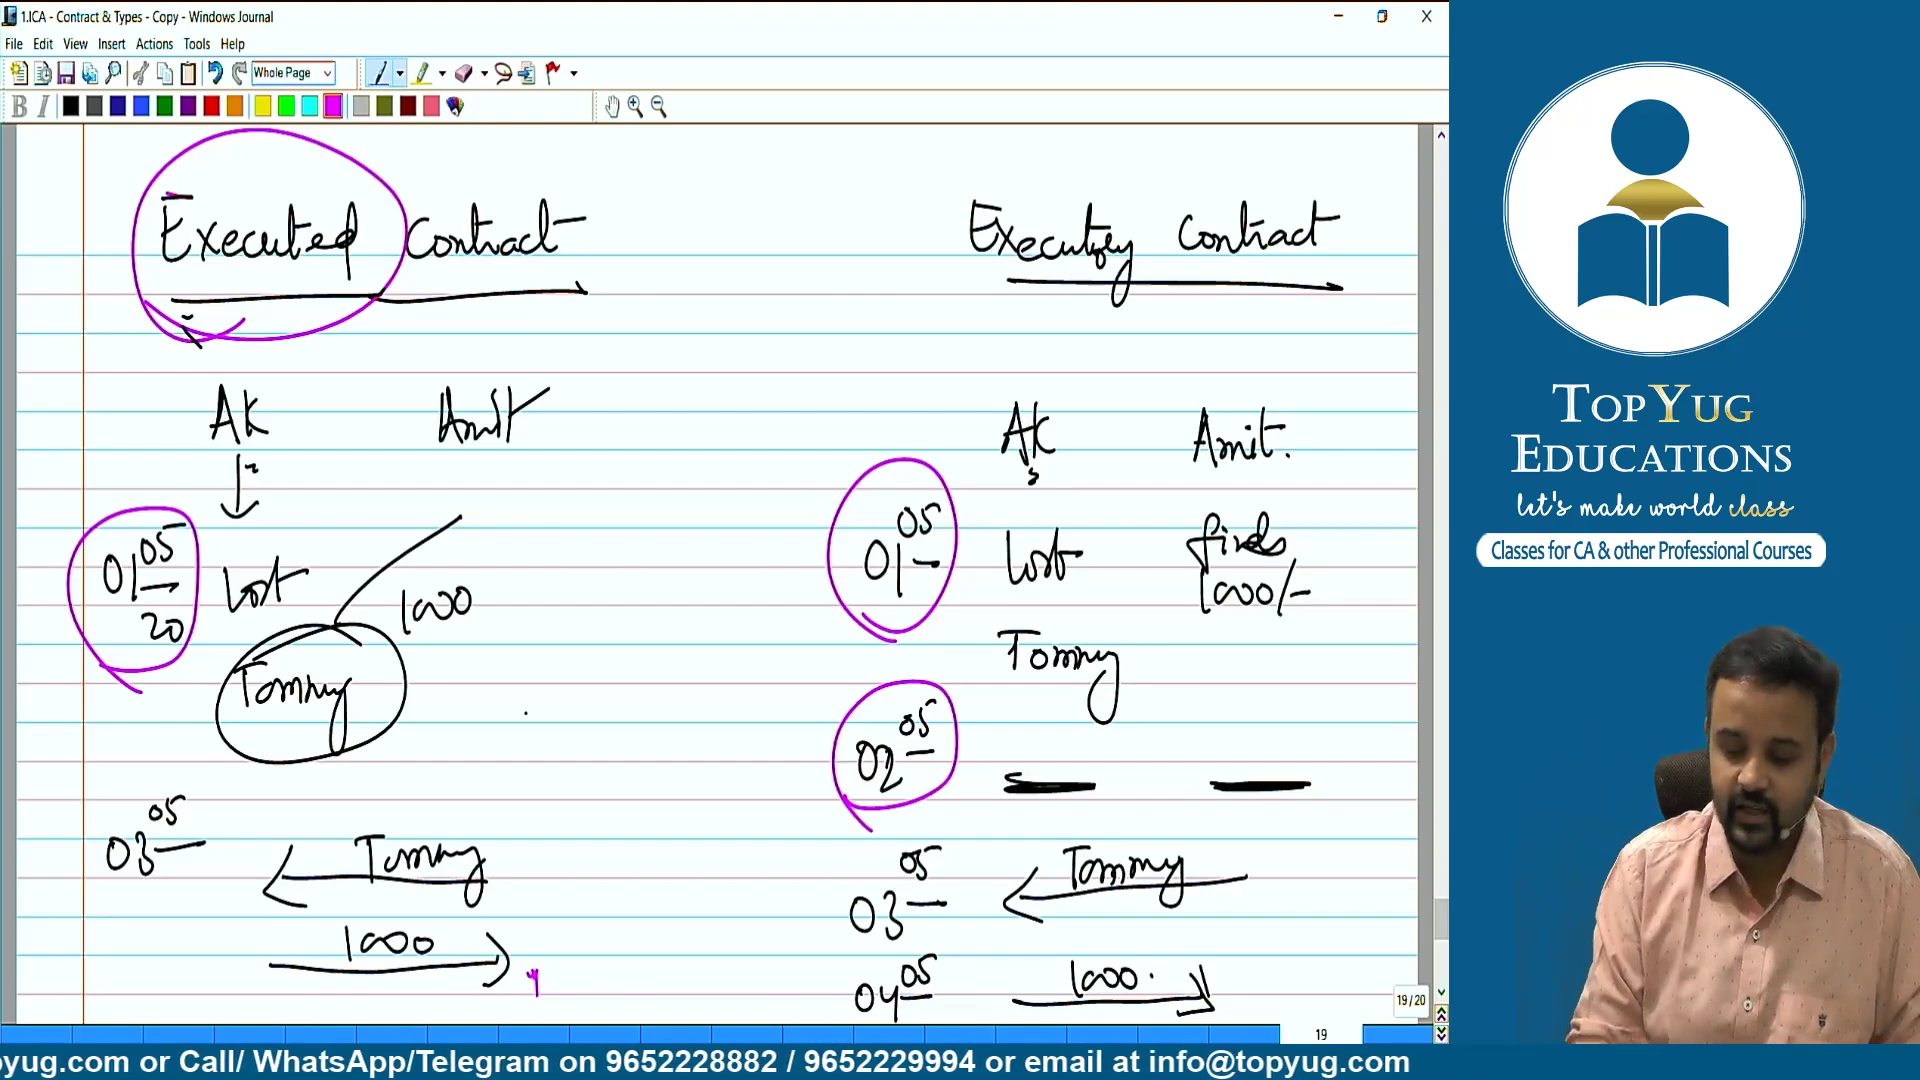 1.ICA - Contract & Types - Copy - Windows Journal
File Edit View Insert Actions Tools Help
Whole Page
B I
Executed Contract
Executory Contract
AK Amit
AK Amit.
01 05 20
Lost
1000
Tommy
01 05
Lost
finds
1000/-
Tommy
02 05
03 05
Tommy
1000
03 05
Tommy
04 05
1000.
19/20
19
TOPYUG
EDUCATIONS
let's make world class
Classes for CA & other Professional Courses
opyug.com or Call/ WhatsApp/Telegram on 9652228882 / 9652229994 or email at info@topyug.com